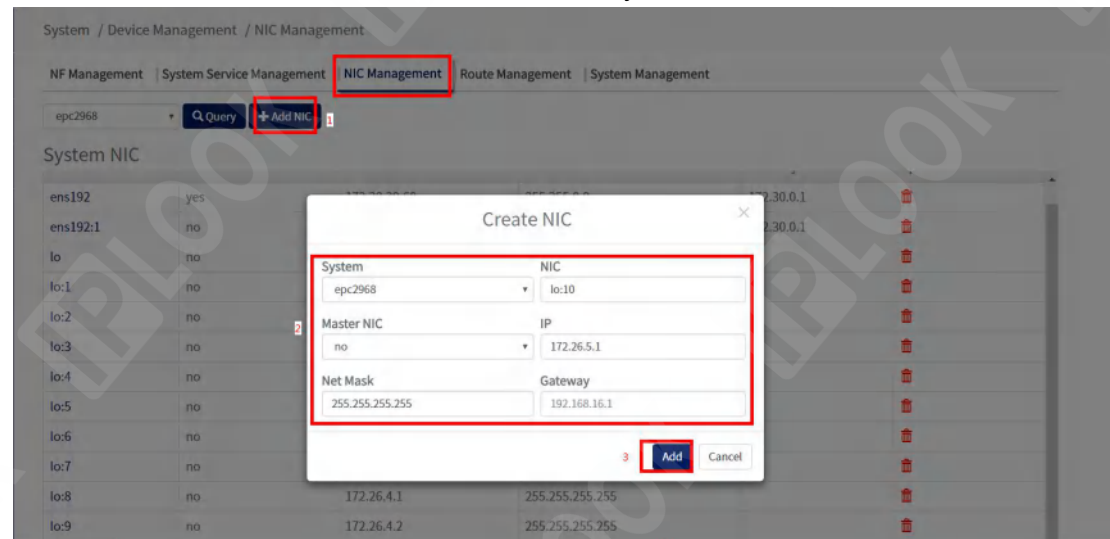 System / Device Management / NIC Management
NF Management | System Service Management | NIC Management | Route Management | System Management
epc2968 Query + Add NIC 1
System NIC
ens192 yes 172.30.0.1
ens192:1 no 2.30.0.1
Create NIC ×
lo no
System NIC
lo:1 no
epc2968 lo:10
lo:2 no
2 Master NIC IP
lo:3 no
no 172.26.5.1
lo:4 no
Net Mask Gateway
lo:5 no
255.255.255.255 192.168.16.1
lo:6 no
lo:7 no
3 Add Cancel
lo:8 no 172.26.4.1 255.255.255.255
lo:9 no 172.26.4.2 255.255.255.255
IPLOOK
IPLOOK